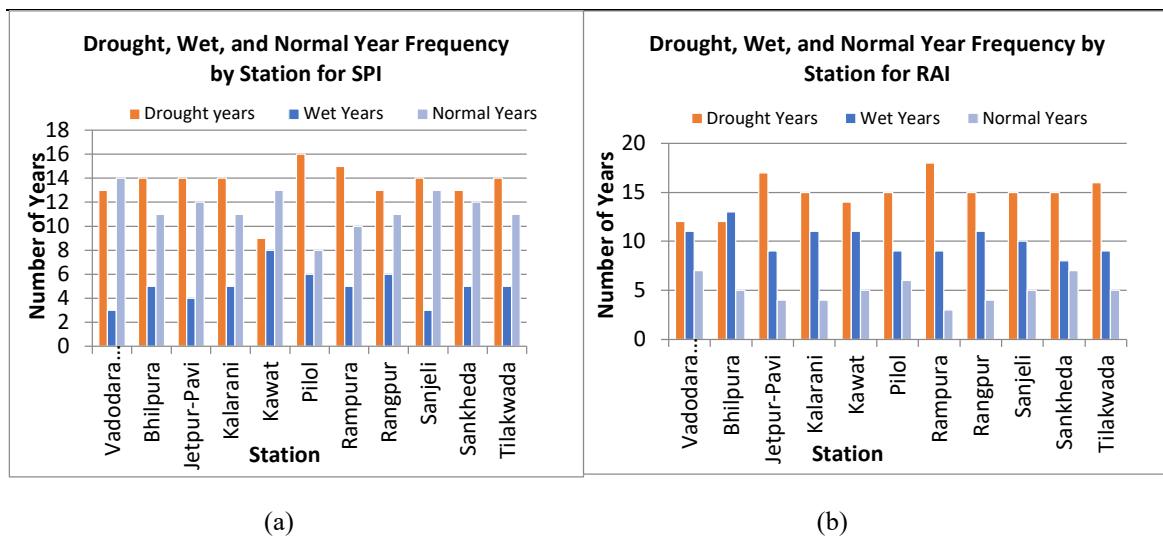 Drought, Wet, and Normal Year Frequency
by Station for SPI
Drought years
Wet Years
Normal Years
Number of Years
18
16
14
12
10
8
6
4
2
0
Vadodara...
Bhilpura
Jetpur-Pavi
Kalarani
Kawat
Pilol
Rampura
Rangpur
Sanjeli
Sankheda
Tilakwada
Station
(a)
Drought, Wet, and Normal Year Frequency by
Station for RAI
Drought Years
Wet Years
Normal Years
Number of Years
20
15
10
5
0
Vadodara...
Bhilpura
Jetpur-Pavi
Kalarani
Kawat
Pilol
Rampura
Rangpur
Sanjeli
Sankheda
Tilakwada
Station
(b)